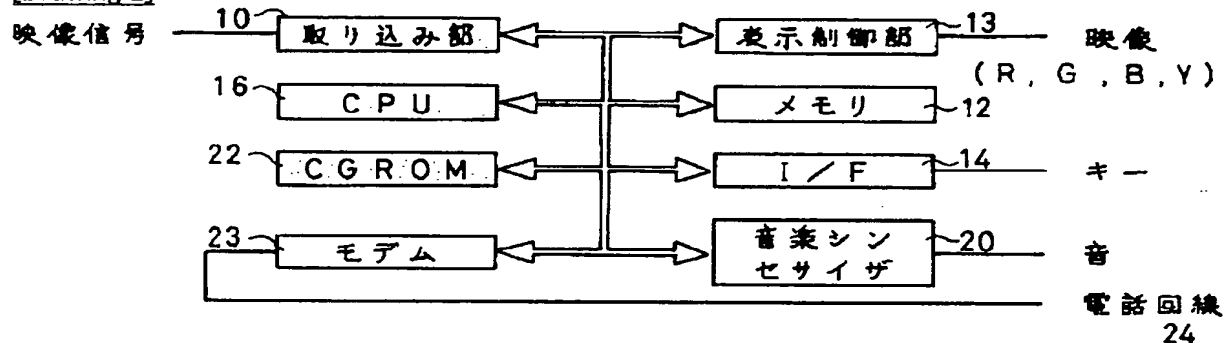 映像信号 10 取り込み部 表示制御部 13 映像
(R, G, B, Y)
16 CPU メモリ 12
22 CGROM I/F 14 キー
23 モデム 音楽シン
セサイザ 20 音
電話回線
24